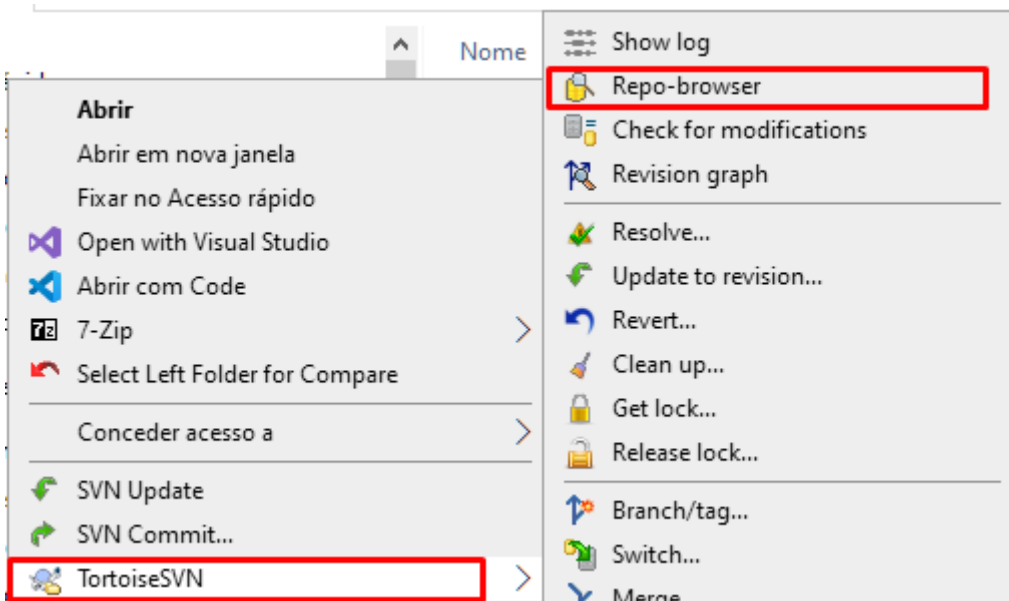 Nome
Abrir
Abrir em nova janela
Fixar no Acesso rápido
Open with Visual Studio
Abrir com Code
7-Zip
Select Left Folder for Compare
Conceder acesso a
SVN Update
SVN Commit...
TortoiseSVN
Show log
Repo-browser
Check for modifications
Revision graph
Resolve...
Update to revision...
Revert...
Clean up...
Get lock...
Release lock...
Branch/tag...
Switch...
Merge